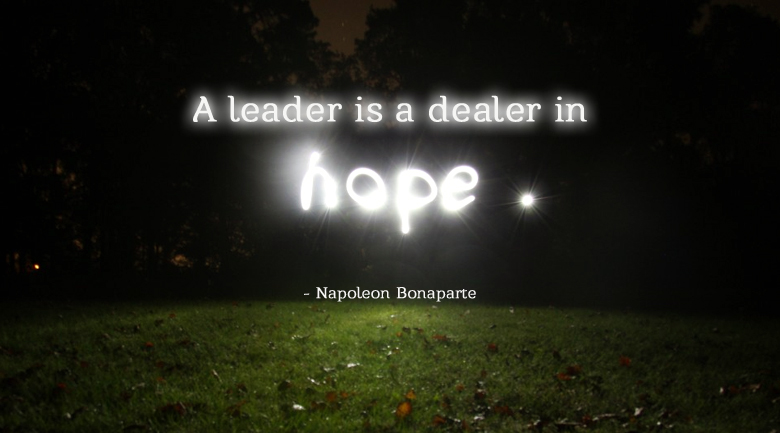 A leader is a dealer in
hope .
- Napoleon Bonaparte